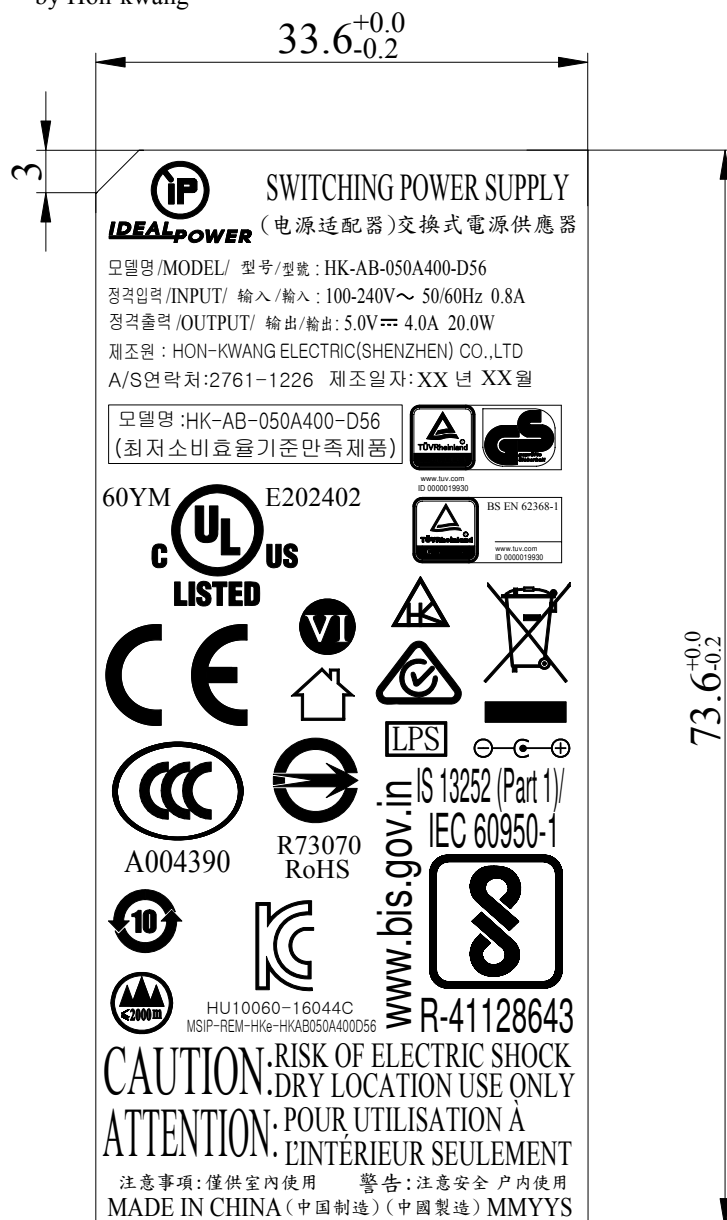 by Hon-kwang
33.6+0.0-0.2
3
73.6+0.0-0.2
iP
IDEAL POWER
SWITCHING POWER SUPPLY
(电源适配器)交換式電源供應器
모델명/MODEL/ 型号/型號 : HK-AB-050A400-D56
정격입력/INPUT/ 输入/輸入 : 100-240V～ 50/60Hz 0.8A
정격출력/OUTPUT/ 输出/輸出: 5.0V⎓ 4.0A 20.0W
제조원 : HON-KWANG ELECTRIC(SHENZHEN) CO.,LTD
A/S연락처:2761-1226 제조일자:XX 년 XX월
모델명 :HK-AB-050A400-D56
(최저소비효율기준만족제품)
TÜVRheinland
www.tuv.com
ID 0000019930
60YM
E202402
C UL US
LISTED
TÜVRheinland
BS EN 62368-1
www.tuv.com
ID 0000019930
CE
VI
HK
LPS
CCC
A004390
R73070
RoHS
www.bis.gov.in
IS 13252 (Part 1)/
IEC 60950-1
R-41128643
10
≤2000m
KC
HU10060-16044C
MSIP-REM-HKe-HKAB050A400D56
CAUTION:RISK OF ELECTRIC SHOCK
DRY LOCATION USE ONLY
ATTENTION: POUR UTILISATION À
L'INTÉRIEUR SEULEMENT
注意事項:僅供室內使用 警告:注意安全 户内使用
MADE IN CHINA(中国制造)(中國製造) MMYYS